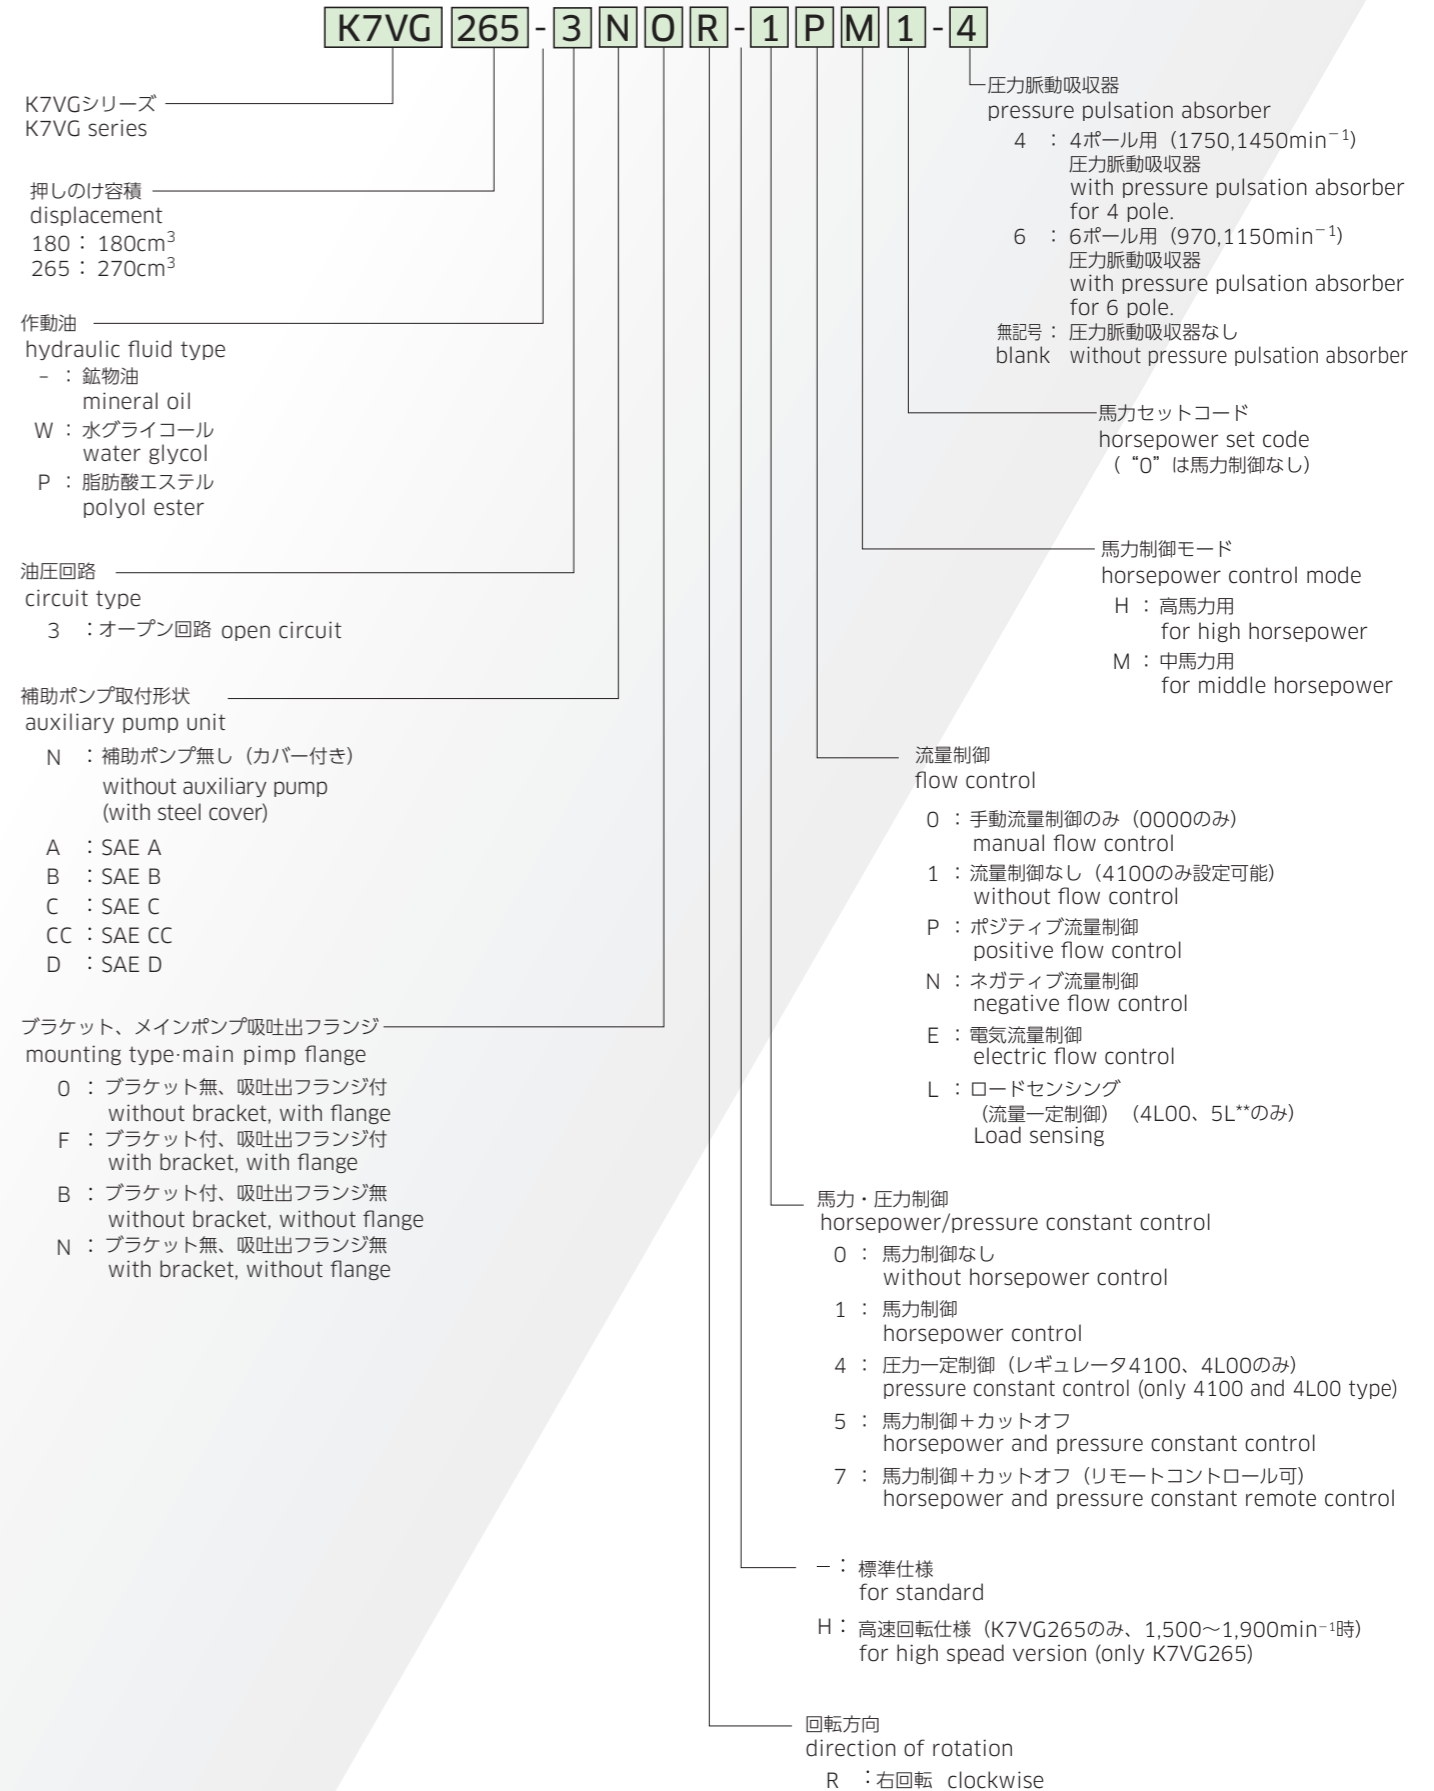 K7VG 265 - 3 N 0 R - 1 P M 1 - 4
K7VGシリーズ
K7VG series
押しのけ容積
displacement
180：180cm³
265：270cm³
作動油
hydraulic fluid type
－：鉱物油
mineral oil
W：水グライコール
water glycol
P：脂肪酸エステル
polyol ester
油圧回路
circuit type
3：オープン回路 open circuit
補助ポンプ取付形状
auxiliary pump unit
N：補助ポンプ無し（カバー付き）
without auxiliary pump
(with steel cover)
A：SAE A
B：SAE B
C：SAE C
CC：SAE CC
D：SAE D
ブラケット、メインポンプ吸吐出フランジ
mounting type·main pimp flange
0：ブラケット無、吸吐出フランジ付
without bracket, with flange
F：ブラケット付、吸吐出フランジ付
with bracket, with flange
B：ブラケット付、吸吐出フランジ無
without bracket, without flange
N：ブラケット無、吸吐出フランジ無
with bracket, without flange
圧力脈動吸収器
pressure pulsation absorber
4：4ポール用（1750,1450min⁻¹）
圧力脈動吸収器
with pressure pulsation absorber
for 4 pole.
6：6ポール用（970,1150min⁻¹）
圧力脈動吸収器
with pressure pulsation absorber
for 6 pole.
無記号：圧力脈動吸収器なし
blank without pressure pulsation absorber
馬力セットコード
horsepower set code
（“0”は馬力制御なし）
馬力制御モード
horsepower control mode
H：高馬力用
for high horsepower
M：中馬力用
for middle horsepower
流量制御
flow control
0：手動流量制御のみ（0000のみ）
manual flow control
1：流量制御なし（4100のみ設定可能）
without flow control
P：ポジティブ流量制御
positive flow control
N：ネガティブ流量制御
negative flow control
E：電気流量制御
electric flow control
L：ロードセンシング
（流量一定制御）（4L00、5L**のみ）
Load sensing
馬力・圧力制御
horsepower/pressure constant control
0：馬力制御なし
without horsepower control
1：馬力制御
horsepower control
4：圧力一定制御（レギュレータ4100、4L00のみ）
pressure constant control (only 4100 and 4L00 type)
5：馬力制御＋カットオフ
horsepower and pressure constant control
7：馬力制御＋カットオフ（リモートコントロール可）
horsepower and pressure constant remote control
－：標準仕様
for standard
H：高速回転仕様（K7VG265のみ、1,500〜1,900min⁻¹時）
for high spead version (only K7VG265)
回転方向
direction of rotation
R：右回転 clockwise